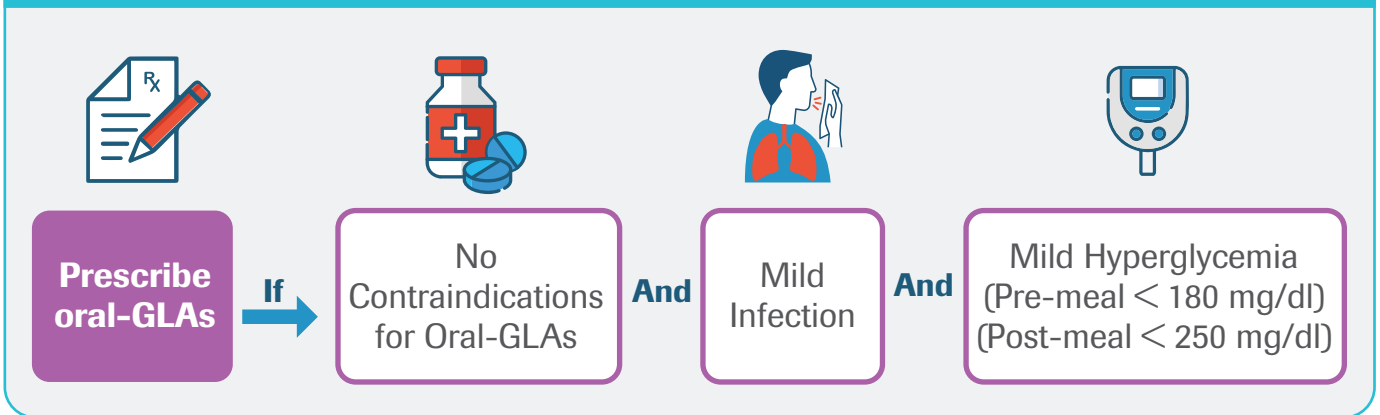 Rx
Prescribe
oral-GLAs
If
No
Contraindications
for Oral-GLAs
And
Mild
Infection
And
Mild Hyperglycemia
(Pre-meal < 180 mg/dl)
(Post-meal < 250 mg/dl)